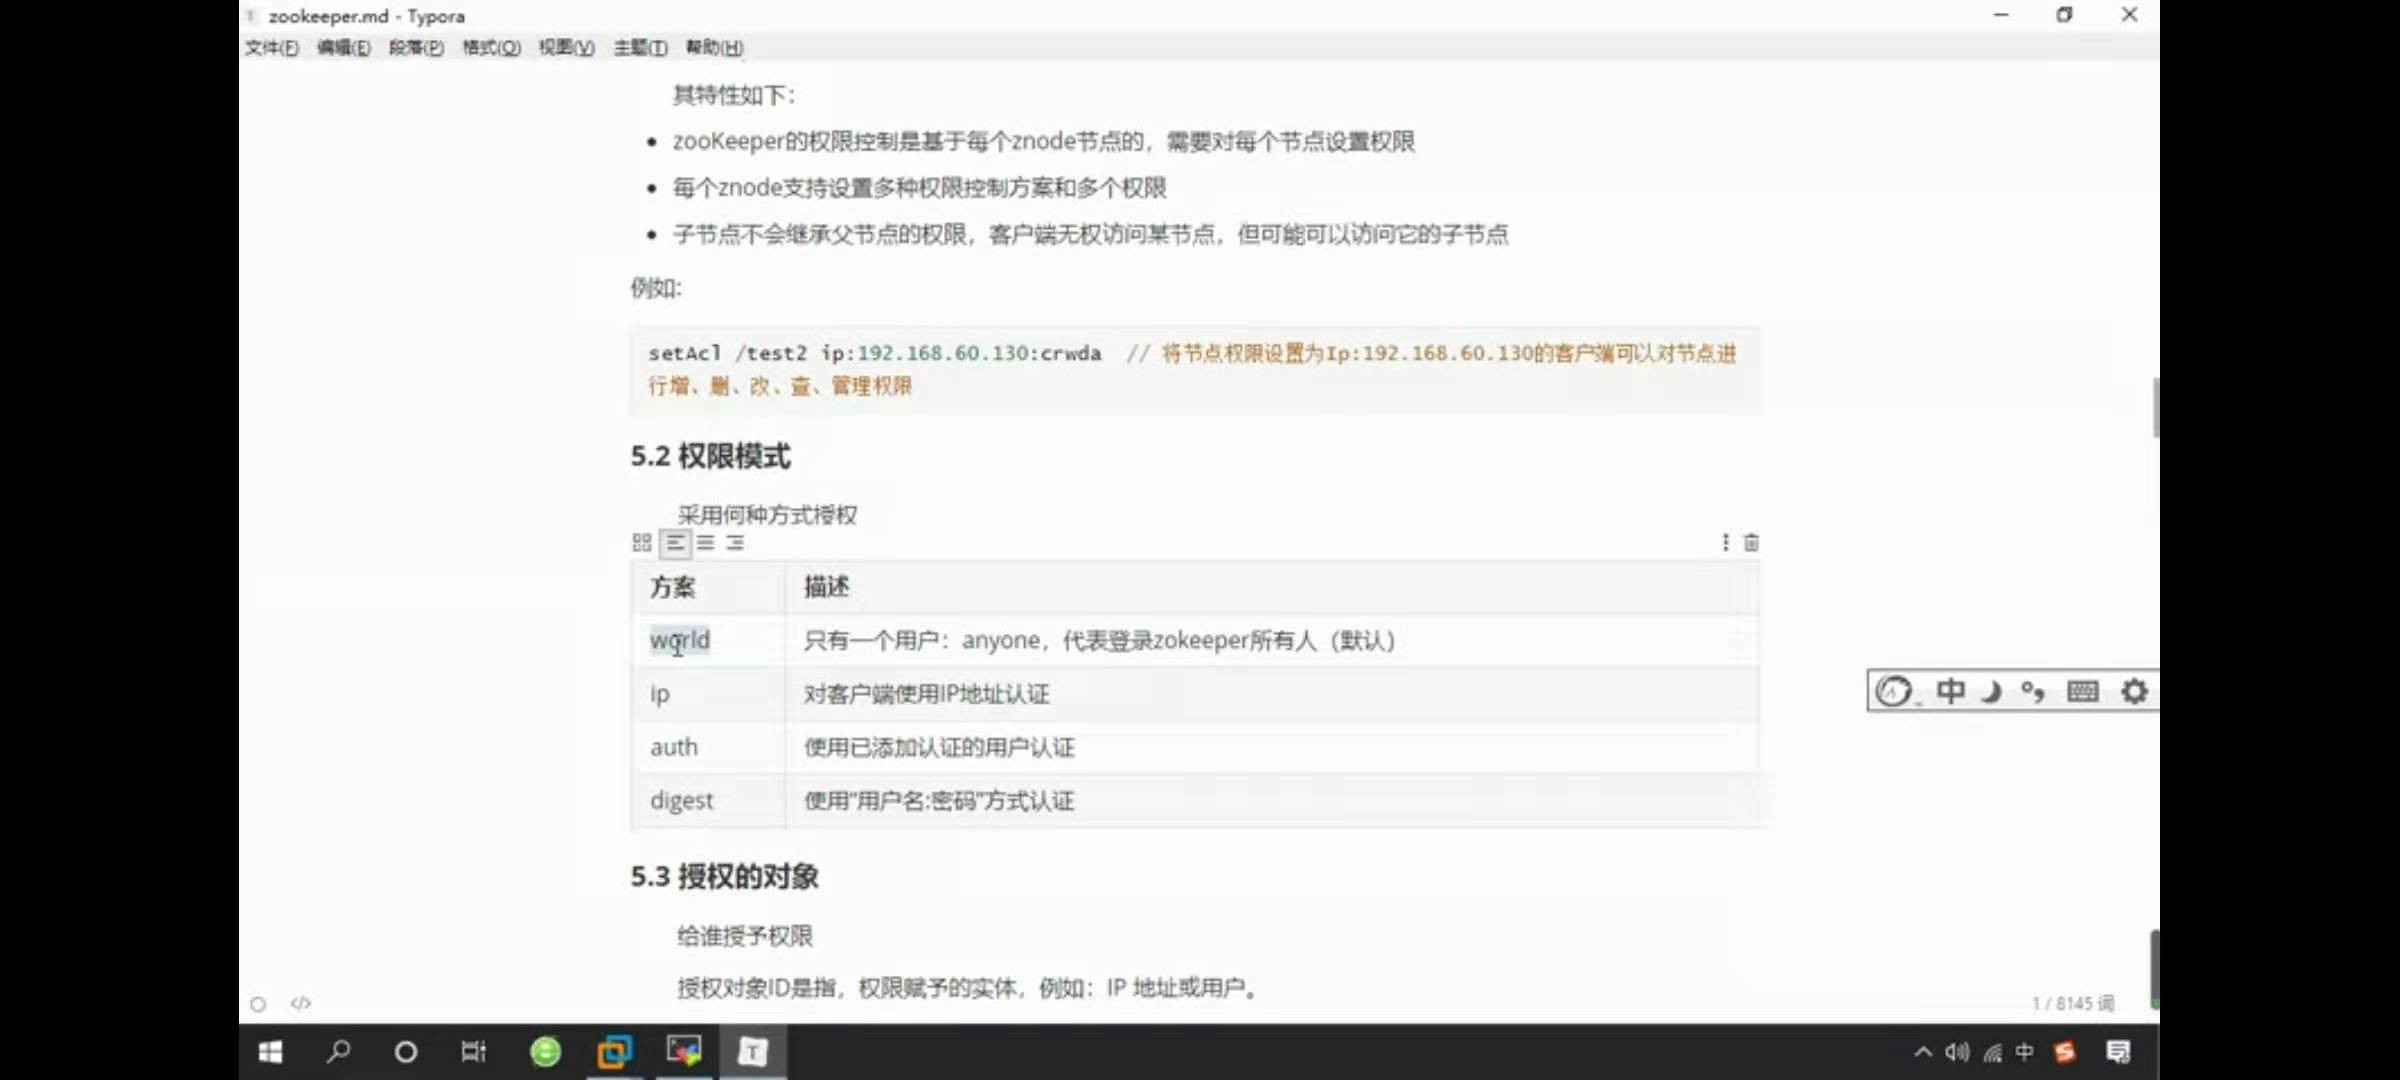 zookeeper.md - Typora
文件(F) 编辑(E) 段落(P) 格式(O) 视图(V) 主题(T) 帮助(H)
其特性如下：
zooKeeper的权限控制是基于每个znode节点的，需要对每个节点设置权限
每个znode支持设置多种权限控制方案和多个权限
子节点不会继承父节点的权限，客户端无权访问某节点，但可能可以访问它的子节点
例如:
setAcl /test2 ip:192.168.60.130:crwda // 将节点权限设置为Ip:192.168.60.130的客户端可以对节点进
行增、删、改、查、管理权限
5.2 权限模式
采用何种方式授权
方案 描述
world 只有一个用户：anyone，代表登录zokeeper所有人（默认）
ip 对客户端使用IP地址认证
auth 使用已添加认证的用户认证
digest 使用"用户名:密码"方式认证
中
5.3 授权的对象
给谁授予权限
授权对象ID是指，权限赋予的实体，例如：IP 地址或用户。
1 / 8145 词
T 中 S